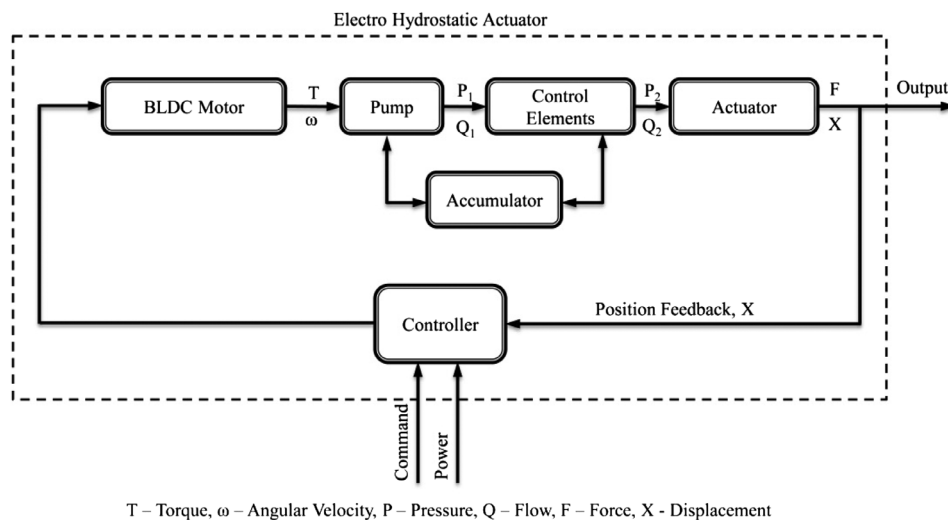 Electro Hydrostatic Actuator
BLDC Motor
T
ω
Pump
P₁
Q₁
Control
Elements
P₂
Q₂
Actuator
F
X
Output
Accumulator
Controller
Position Feedback, X
Command
Power
T – Torque, ω – Angular Velocity, P – Pressure, Q – Flow, F – Force, X - Displacement